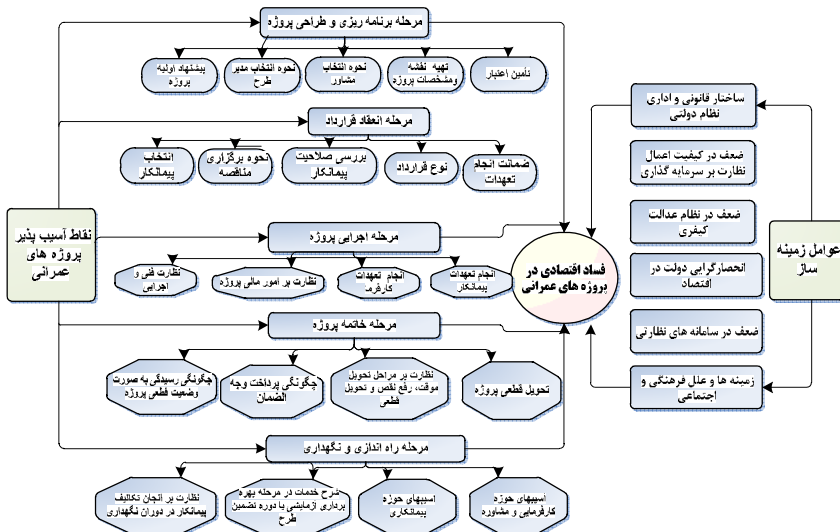 مرحله برنامه ریزی و طراحی پروژه
تأمین اعتبار
تهیه نقشه
ومشخصات پروژه
نحوه انتخاب
مشاور
نحوه انتخاب مدیر
طرح
پیشنهاد اولیه
پروژه
مرحله انعقاد قرارداد
ضمانت انجام
تعهدات
نوع قرارداد
بررسی صلاحیت
پیمانکار
نحوه برگزاری
مناقصه
انتخاب
پیمانکار
مرحله اجرایی پروژه
انجام تعهدات
پیمانکار
انجام تعهدات
کارفرما
نظارت بر امور مالی پروژه
نظارت فنی و
اجرایی
مرحله خاتمه پروژه
تحویل قطعی پروژه
نظارت بر مراحل تحویل
موقت، رفع نقص و تحویل
قطعی
چگونگی پرداخت وجه
الضمان
چگونگی رسیدگی به صورت
وضعیت قطعی پروژه
مرحله راه اندازی و نگهداری
اسیبهای حوزه
کارفرمایی و مشاوره
اسیبهای حوزه
پیمانکاری
شرح خدمات در مرحله بهره
برداری ازمایشی یا دوره تضمین
طرح
نظارت بر انجان تکالیف
پیمانکار در دوران نگهداری
نقاط آسیب پذیر
پروژه های
عمرانی
فساد اقتصادی در
پروژه های عمرانی
عوامل زمینه
ساز
ساختار قانونی و اداری
نظام دولتی
ضعف در کیفیت اعمال
نظارت بر سرمایه گذاری
ضعف در نظام عدالت
کیفری
انحصارگرایی دولت در
اقتصاد
ضعف در سامانه های نظارتی
زمینه ها و علل فرهنگی و
اجتماعی